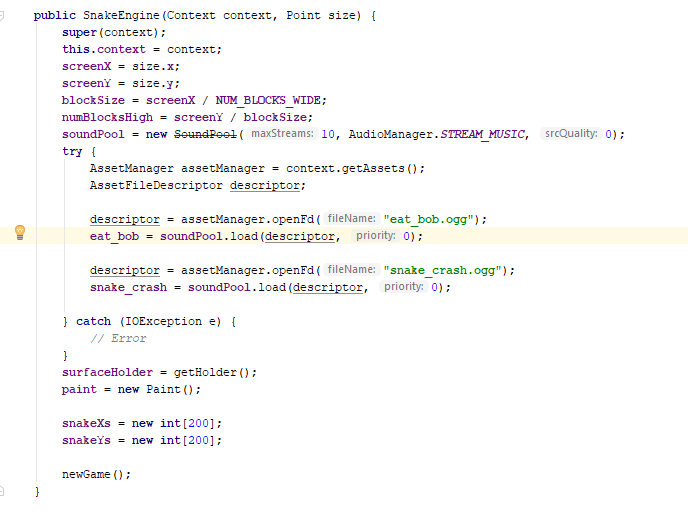 public SnakeEngine(Context context, Point size) {
super(context);
this.context = context;
screenX = size.x;
screenY = size.y;
blockSize = screenX / NUM_BLOCKS_WIDE;
numBlocksHigh = screenY / blockSize;
soundPool = new SoundPool( maxStreams: 10, AudioManager.STREAM_MUSIC, srcQuality: 0);
try {
AssetManager assetManager = context.getAssets();
AssetFileDescriptor descriptor;
descriptor = assetManager.openFd( fileName: "eat_bob.ogg");
eat_bob = soundPool.load(descriptor, priority: 0);
descriptor = assetManager.openFd( fileName: "snake_crash.ogg");
snake_crash = soundPool.load(descriptor, priority: 0);
} catch (IOException e) {
// Error
}
surfaceHolder = getHolder();
paint = new Paint();
snakeXs = new int[200];
snakeYs = new int[200];
newGame();
}